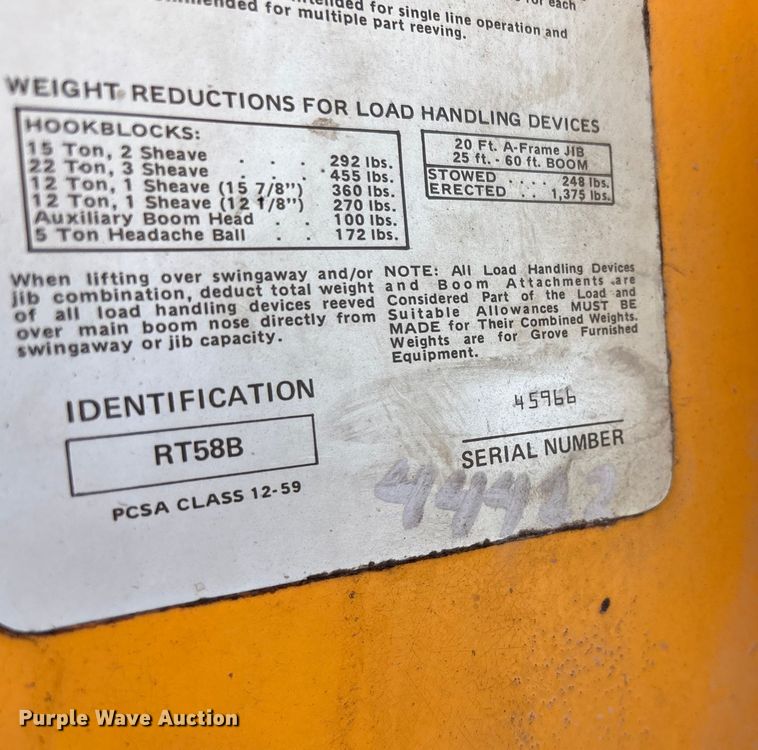 for each
intended for single line operation and
for multiple part reeving.
WEIGHT REDUCTIONS FOR LOAD HANDLING DEVICES
HOOKBLOCKS:
15 Ton, 2 Sheave . . . 292 lbs.
22 Ton, 3 Sheave . . . 455 lbs.
12 Ton, 1 Sheave (15 7/8") 360 lbs.
12 Ton, 1 Sheave (12 1/8") 270 lbs.
Auxiliary Boom Head . . 100 lbs.
5 Ton Headache Ball . . 172 lbs.
20 Ft. A-Frame JIB
25 ft. - 60 ft. BOOM
STOWED . . . . 248 lbs.
ERECTED . . 1,375 lbs.
When lifting over swingaway and/or
jib combination, deduct total weight
of all load handling devices reeved
over main boom nose directly from
swingaway or jib capacity.
NOTE: All Load Handling Devices
and Boom Attachments are
Considered Part of the Load and
Suitable Allowances MUST BE
MADE for Their Combined Weights.
Weights are for Grove Furnished
Equipment.
IDENTIFICATION
RT58B
PCSA CLASS 12-59
45966
SERIAL NUMBER
Purple Wave Auction